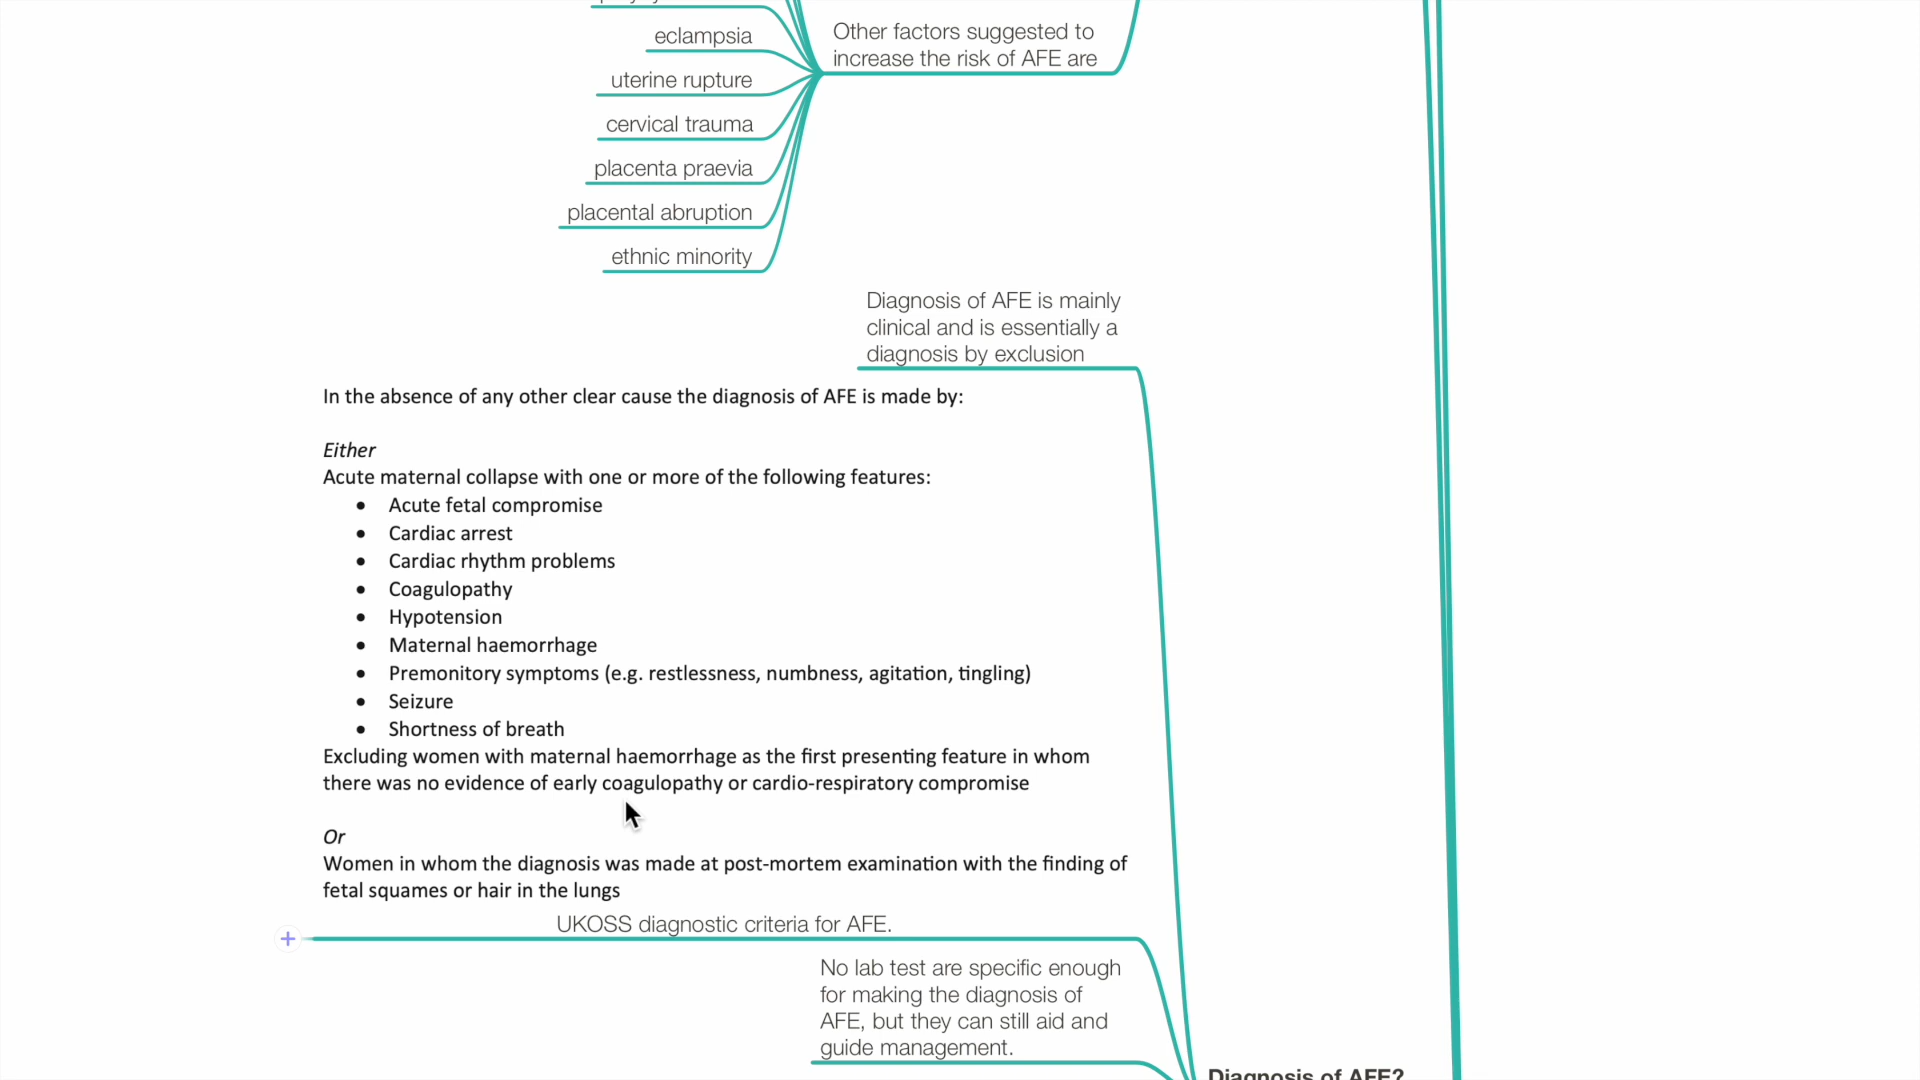 eclampsia
Other factors suggested to
increase the risk of AFE are
uterine rupture
cervical trauma
placenta praevia
placental abruption
ethnic minority
Diagnosis of AFE is mainly
clinical and is essentially a
diagnosis by exclusion
In the absence of any other clear cause the diagnosis of AFE is made by:
Either
Acute maternal collapse with one or more of the following features:
• Acute fetal compromise
• Cardiac arrest
• Cardiac rhythm problems
• Coagulopathy
• Hypotension
• Maternal haemorrhage
• Premonitory symptoms (e.g. restlessness, numbness, agitation, tingling)
• Seizure
• Shortness of breath
Excluding women with maternal haemorrhage as the first presenting feature in whom
there was no evidence of early coagulopathy or cardio-respiratory compromise
Or
Women in whom the diagnosis was made at post-mortem examination with the finding of
fetal squames or hair in the lungs
UKOSS diagnostic criteria for AFE.
No lab test are specific enough
for making the diagnosis of
AFE, but they can still aid and
guide management.
Diagnosis of AFE?